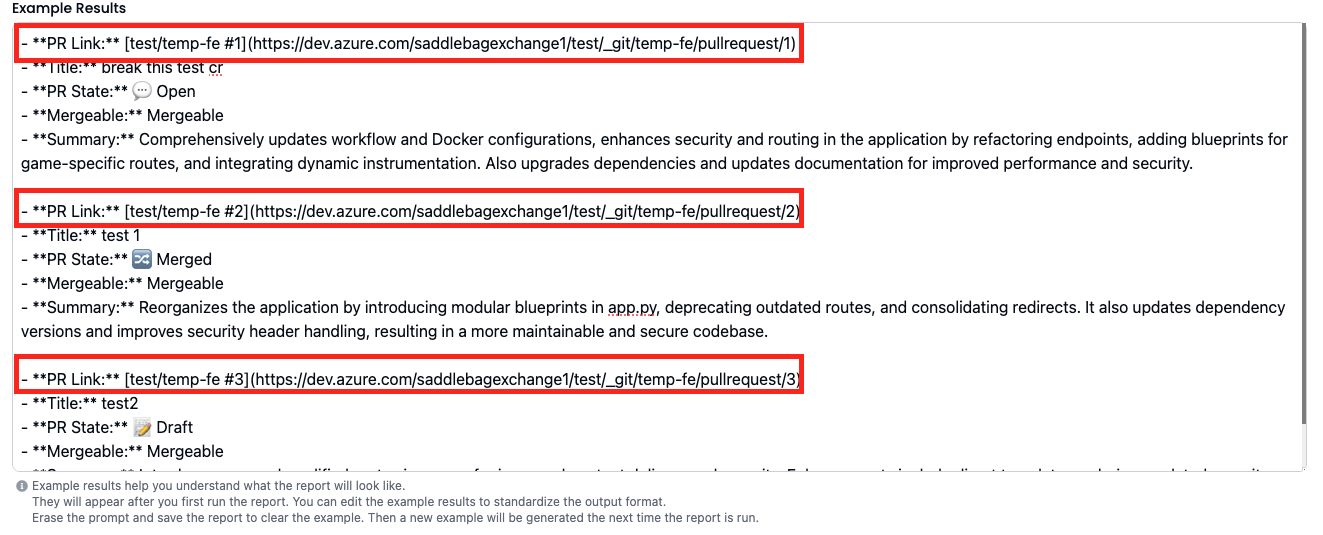 Example Results
- **PR Link:** [test/temp-fe #1](https://dev.azure.com/saddlebagexchange1/test/_git/temp-fe/pullrequest/1)
- **Title:** break this test cr
- **PR State:** 💬 Open
- **Mergeable:** Mergeable
- **Summary:** Comprehensively updates workflow and Docker configurations, enhances security and routing in the application by refactoring endpoints, adding blueprints for
game-specific routes, and integrating dynamic instrumentation. Also upgrades dependencies and updates documentation for improved performance and security.
- **PR Link:** [test/temp-fe #2](https://dev.azure.com/saddlebagexchange1/test/_git/temp-fe/pullrequest/2)
- **Title:** test 1
- **PR State:** 🔀 Merged
- **Mergeable:** Mergeable
- **Summary:** Reorganizes the application by introducing modular blueprints in app.py, deprecating outdated routes, and consolidating redirects. It also updates dependency
versions and improves security header handling, resulting in a more maintainable and secure codebase.
- **PR Link:** [test/temp-fe #3](https://dev.azure.com/saddlebagexchange1/test/_git/temp-fe/pullrequest/3)
- **Title:** test2
- **PR State:** 📝 Draft
- **Mergeable:** Mergeable
Example results help you understand what the report will look like.
They will appear after you first run the report. You can edit the example results to standardize the output format.
Erase the prompt and save the report to clear the example. Then a new example will be generated the next time the report is run.